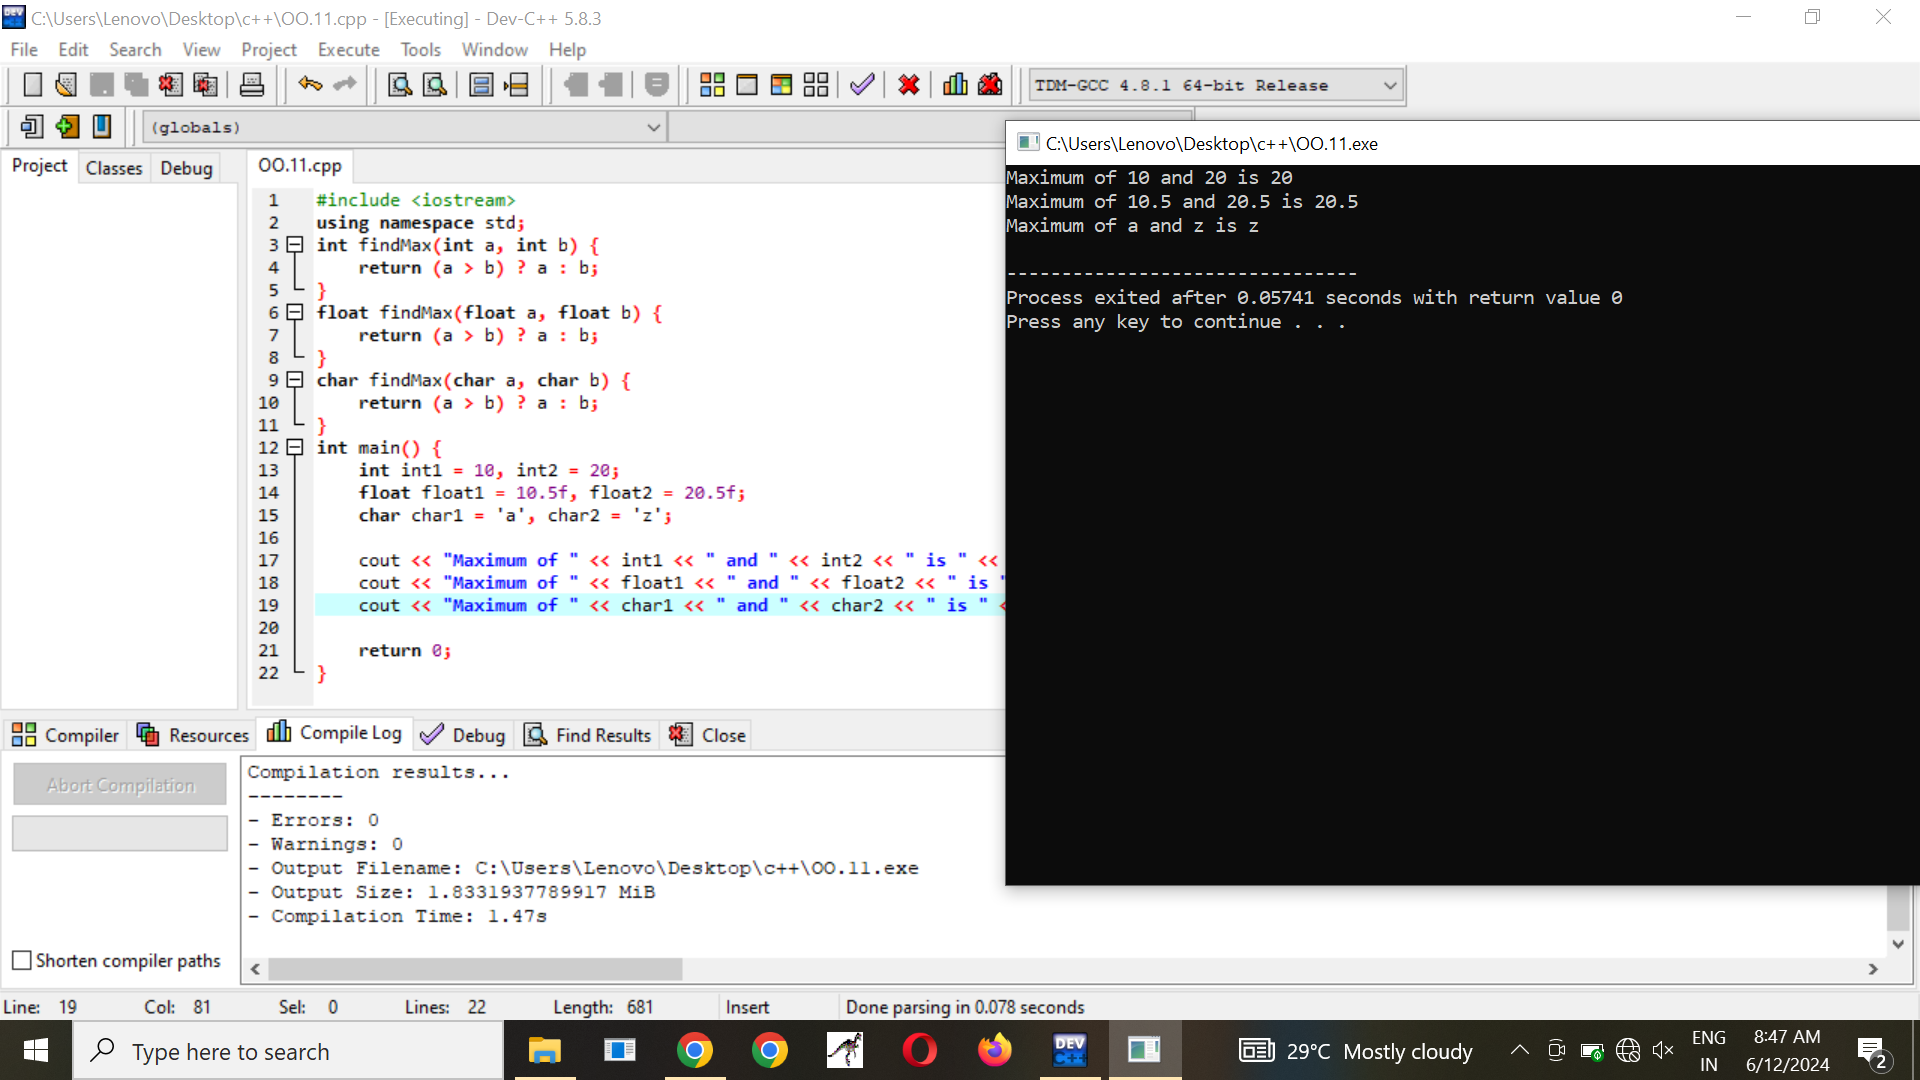 C:\Users\Lenovo\Desktop\c++\OO.11.cpp - [Executing] - Dev-C++ 5.8.3
File Edit Search View Project Execute Tools Window Help
TDM-GCC 4.8.1 64-bit Release
(globals)
Project Classes Debug
OO.11.cpp
1 #include <iostream>
2 using namespace std;
3 int findMax(int a, int b) {
4 return (a > b) ? a : b;
5 }
6 float findMax(float a, float b) {
7 return (a > b) ? a : b;
8 }
9 char findMax(char a, char b) {
10 return (a > b) ? a : b;
11 }
12 int main() {
13 int int1 = 10, int2 = 20;
14 float float1 = 10.5f, float2 = 20.5f;
15 char char1 = 'a', char2 = 'z';
16
17 cout << "Maximum of " << int1 << " and " << int2 << " is " <<
18 cout << "Maximum of " << float1 << " and " << float2 << " is "
19 cout << "Maximum of " << char1 << " and " << char2 << " is " <
20
21 return 0;
22 }
C:\Users\Lenovo\Desktop\c++\OO.11.exe
Maximum of 10 and 20 is 20
Maximum of 10.5 and 20.5 is 20.5
Maximum of a and z is z
--------------------------------
Process exited after 0.05741 seconds with return value 0
Press any key to continue . . .
Compiler Resources Compile Log Debug Find Results Close
Abort Compilation
Shorten compiler paths
Compilation results...
--------
- Errors: 0
- Warnings: 0
- Output Filename: C:\Users\Lenovo\Desktop\c++\OO.11.exe
- Output Size: 1.8331937789917 MiB
- Compilation Time: 1.47s
Line: 19 Col: 81 Sel: 0 Lines: 22 Length: 681 Insert Done parsing in 0.078 seconds
Type here to search
DEV C++
29°C Mostly cloudy
ENG
IN
8:47 AM
6/12/2024
2